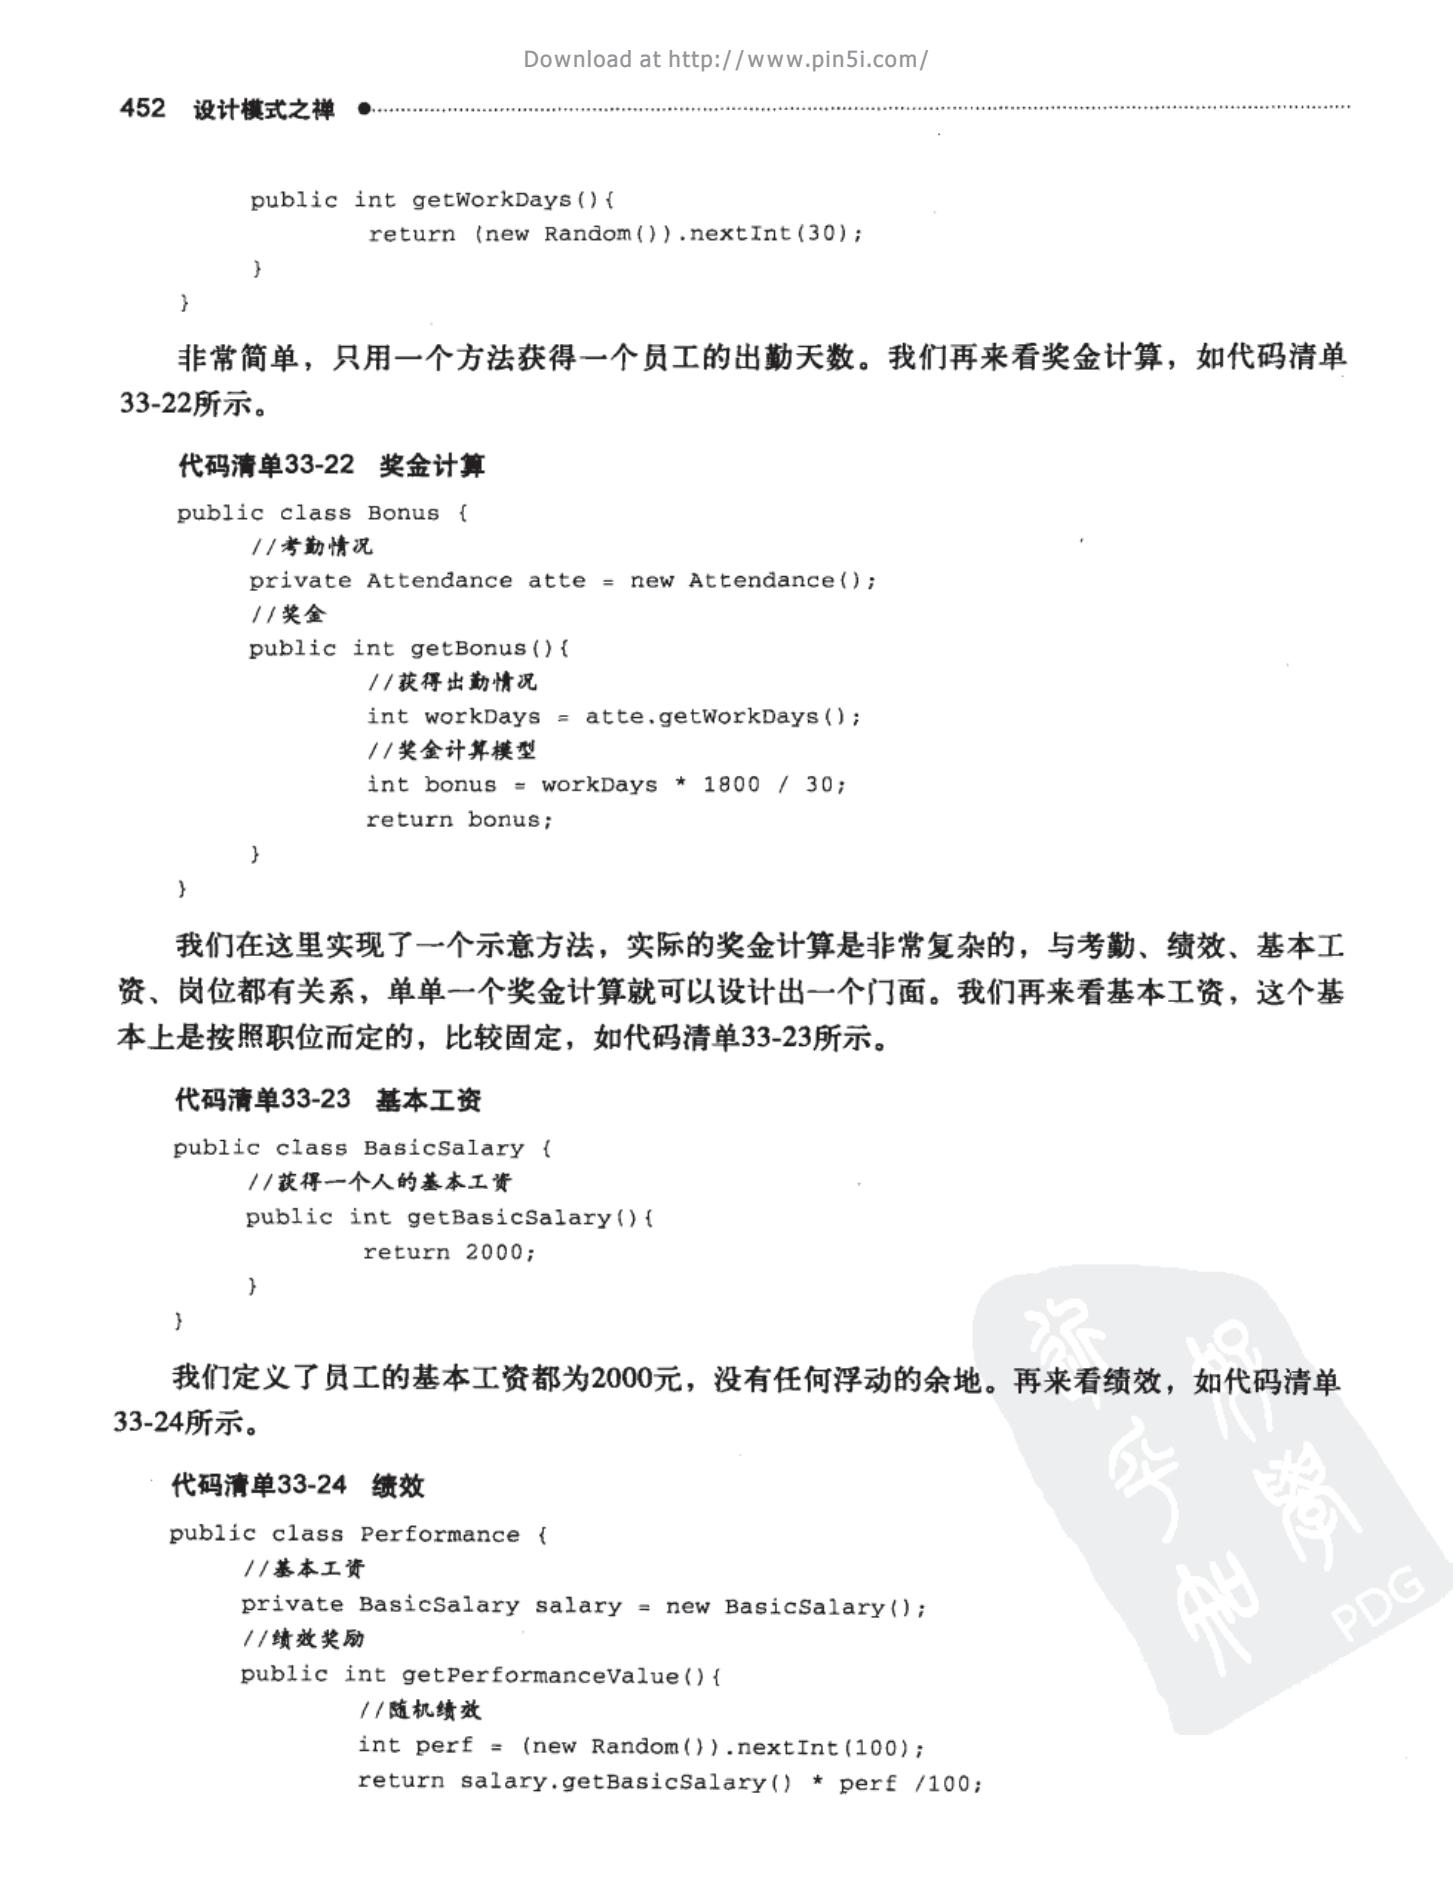 Download at http://www.pin5i.com/
452 设计模式之禅
public int getWorkDays(){
return (new Random()).nextInt(30);
}
}
非常简单，只用一个方法获得一个员工的出勤天数。我们再来看奖金计算，如代码清单
33-22所示。
代码清单33-22 奖金计算
public class Bonus {
//考勤情况
private Attendance atte = new Attendance();
//奖金
public int getBonus(){
//获得出勤情况
int workDays = atte.getWorkDays();
//奖金计算模型
int bonus = workDays * 1800 / 30;
return bonus;
}
}
我们在这里实现了一个示意方法，实际的奖金计算是非常复杂的，与考勤、绩效、基本工
资、岗位都有关系，单单一个奖金计算就可以设计出一个门面。我们再来看基本工资，这个基
本上是按照职位而定的，比较固定，如代码清单33-23所示。
代码清单33-23 基本工资
public class BasicSalary {
//获得一个人的基本工资
public int getBasicSalary(){
return 2000;
}
}
我们定义了员工的基本工资都为2000元，没有任何浮动的余地。再来看绩效，如代码清单
33-24所示。
代码清单33-24 绩效
public class Performance {
//基本工资
private BasicSalary salary = new BasicSalary();
//绩效奖励
public int getPerformanceValue(){
//随机绩效
int perf = (new Random()).nextInt(100);
return salary.getBasicSalary() * perf /100;
PDG